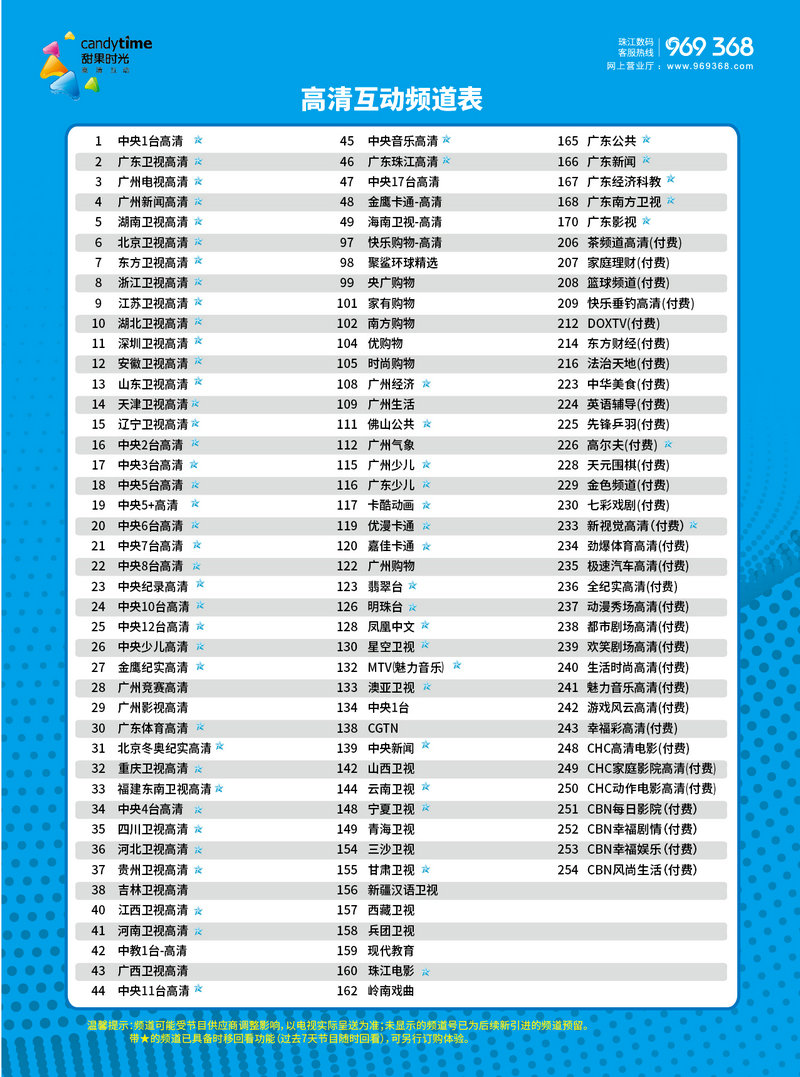 candytime
甜果时光
高清互动
珠江数码
客服热线
969 368
网上营业厅：www.969368.com
高清互动频道表
1 中央1台高清 ☆
2 广东卫视高清 ☆
3 广州电视高清 ☆
4 广州新闻高清 ☆
5 湖南卫视高清 ☆
6 北京卫视高清 ☆
7 东方卫视高清 ☆
8 浙江卫视高清 ☆
9 江苏卫视高清 ☆
10 湖北卫视高清 ☆
11 深圳卫视高清 ☆
12 安徽卫视高清 ☆
13 山东卫视高清 ☆
14 天津卫视高清 ☆
15 辽宁卫视高清 ☆
16 中央2台高清 ☆
17 中央3台高清 ☆
18 中央5台高清 ☆
19 中央5+高清 ☆
20 中央6台高清 ☆
21 中央7台高清 ☆
22 中央8台高清 ☆
23 中央纪录高清 ☆
24 中央10台高清 ☆
25 中央12台高清 ☆
26 中央少儿高清 ☆
27 金鹰纪实高清 ☆
28 广州竞赛高清
29 广州影视高清
30 广东体育高清 ☆
31 北京冬奥纪实高清 ☆
32 重庆卫视高清 ☆
33 福建东南卫视高清 ☆
34 中央4台高清 ☆
35 四川卫视高清 ☆
36 河北卫视高清 ☆
37 贵州卫视高清 ☆
38 吉林卫视高清
40 江西卫视高清 ☆
41 河南卫视高清 ☆
42 中教1台-高清
43 广西卫视高清
44 中央11台高清 ☆
45 中央音乐高清 ☆
46 广东珠江高清 ☆
47 中央17台高清
48 金鹰卡通-高清
49 海南卫视-高清
97 快乐购物-高清
98 聚鲨环球精选
99 央广购物
101 家有购物
102 南方购物
104 优购物
105 时尚购物
108 广州经济 ☆
109 广州生活
111 佛山公共 ☆
112 广州气象
115 广州少儿 ☆
116 广东少儿 ☆
117 卡酷动画 ☆
119 优漫卡通 ☆
120 嘉佳卡通 ☆
122 广州购物
123 翡翠台 ☆
126 明珠台 ☆
128 凤凰中文 ☆
130 星空卫视 ☆
132 MTV(魅力音乐) ☆
133 澳亚卫视 ☆
134 中央1台
138 CGTN
139 中央新闻 ☆
142 山西卫视
144 云南卫视 ☆
148 宁夏卫视 ☆
149 青海卫视
154 三沙卫视
155 甘肃卫视 ☆
156 新疆汉语卫视
157 西藏卫视
158 兵团卫视
159 现代教育
160 珠江电影 ☆
162 岭南戏曲
165 广东公共 ☆
166 广东新闻 ☆
167 广东经济科教 ☆
168 广东南方卫视 ☆
170 广东影视 ☆
206 茶频道高清(付费)
207 家庭理财(付费)
208 篮球频道(付费)
209 快乐垂钓高清(付费)
212 DOXTV(付费)
214 东方财经(付费)
216 法治天地(付费)
223 中华美食(付费)
224 英语辅导(付费)
225 先锋乒羽(付费)
226 高尔夫(付费) ☆
228 天元围棋(付费)
229 金色频道(付费)
230 七彩戏剧(付费)
233 新视觉高清(付费) ☆
234 劲爆体育高清(付费)
235 极速汽车高清(付费)
236 全纪实高清(付费)
237 动漫秀场高清(付费)
238 都市剧场高清(付费)
239 欢笑剧场高清(付费)
240 生活时尚高清(付费)
241 魅力音乐高清(付费)
242 游戏风云高清(付费)
243 幸福彩高清(付费)
248 CHC高清电影(付费)
249 CHC家庭影院高清(付费)
250 CHC动作电影高清(付费)
251 CBN每日影院(付费)
252 CBN幸福剧情(付费)
253 CBN幸福娱乐(付费)
254 CBN风尚生活(付费)
温馨提示：频道可能受节目供应商调整影响，以电视实际呈送为准；未显示的频道号已为后续新引进的频道预留。
带★的频道已具备时移回看功能（过去7天节目随时回看），可另行订购体验。